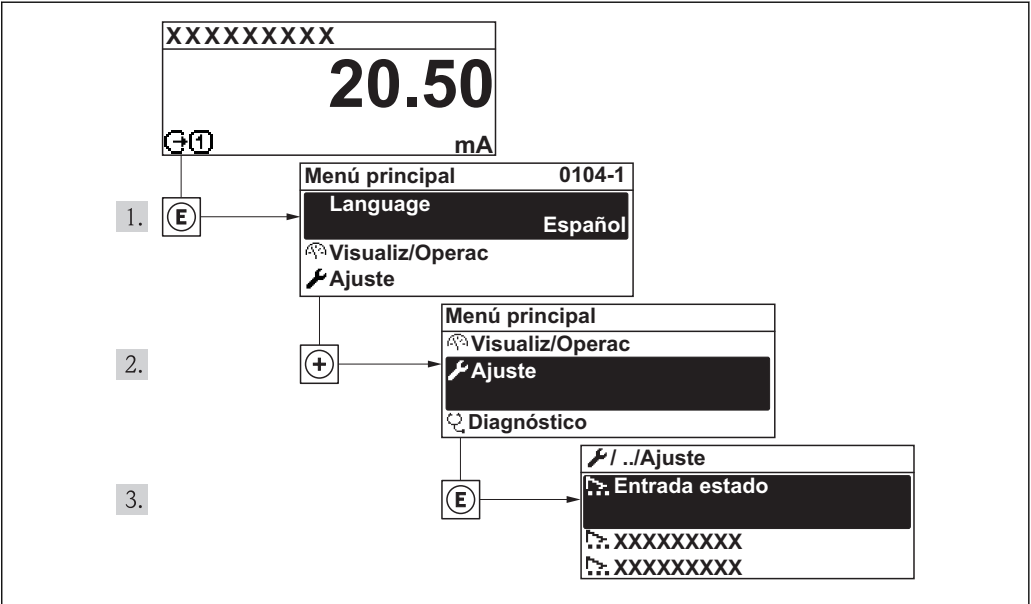 XXXXXXXXX
20.50
1 mA
Menú principal 0104-1
Language
Español
Visualiz/Operac
Ajuste
1. E
Menú principal
Visualiz/Operac
Ajuste
Diagnóstico
2. +
/ ../Ajuste
Entrada estado
XXXXXXXXX
XXXXXXXXX
3. E